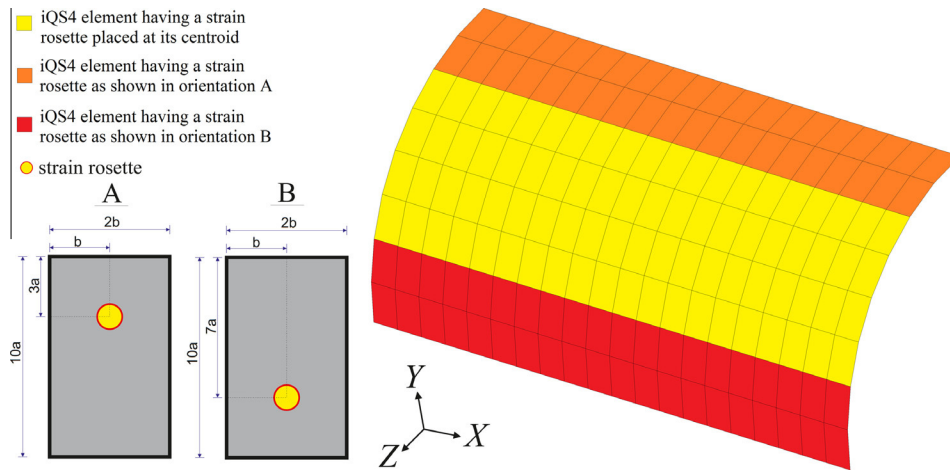 iQS4 element having a strain
rosette placed at its centroid
iQS4 element having a strain
rosette as shown in orientation A
iQS4 element having a strain
rosette as shown in orientation B
strain rosette
A
B
2b
2b
b
b
3a
7a
10a
10a
Y
X
Z